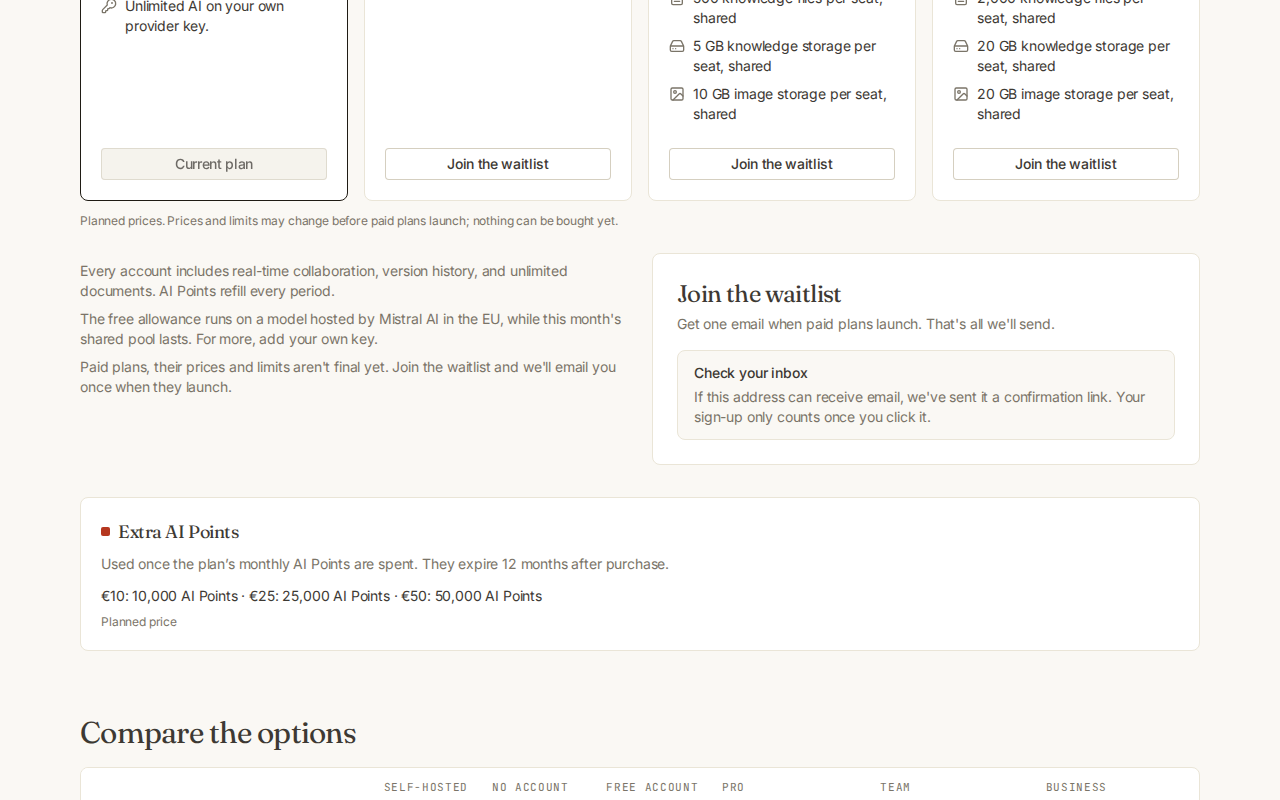 Unlimited AI on your own
provider key.
seat, shared
5 GB knowledge storage per
seat, shared
10 GB image storage per seat,
shared
seat, shared
20 GB knowledge storage per
seat, shared
20 GB image storage per seat,
shared
Current plan
Join the waitlist
Join the waitlist
Join the waitlist
Planned prices. Prices and limits may change before paid plans launch; nothing can be bought yet.
Every account includes real-time collaboration, version history, and unlimited
documents. AI Points refill every period.
The free allowance runs on a model hosted by Mistral AI in the EU, while this month's
shared pool lasts. For more, add your own key.
Paid plans, their prices and limits aren't final yet. Join the waitlist and we'll email you
once when they launch.
Join the waitlist
Get one email when paid plans launch. That's all we'll send.
Check your inbox
If this address can receive email, we've sent it a confirmation link. Your
sign-up only counts once you click it.
Extra AI Points
Used once the plan’s monthly AI Points are spent. They expire 12 months after purchase.
€10: 10,000 AI Points · €25: 25,000 AI Points · €50: 50,000 AI Points
Planned price
Compare the options
SELF-HOSTED NO ACCOUNT FREE ACCOUNT PRO TEAM BUSINESS